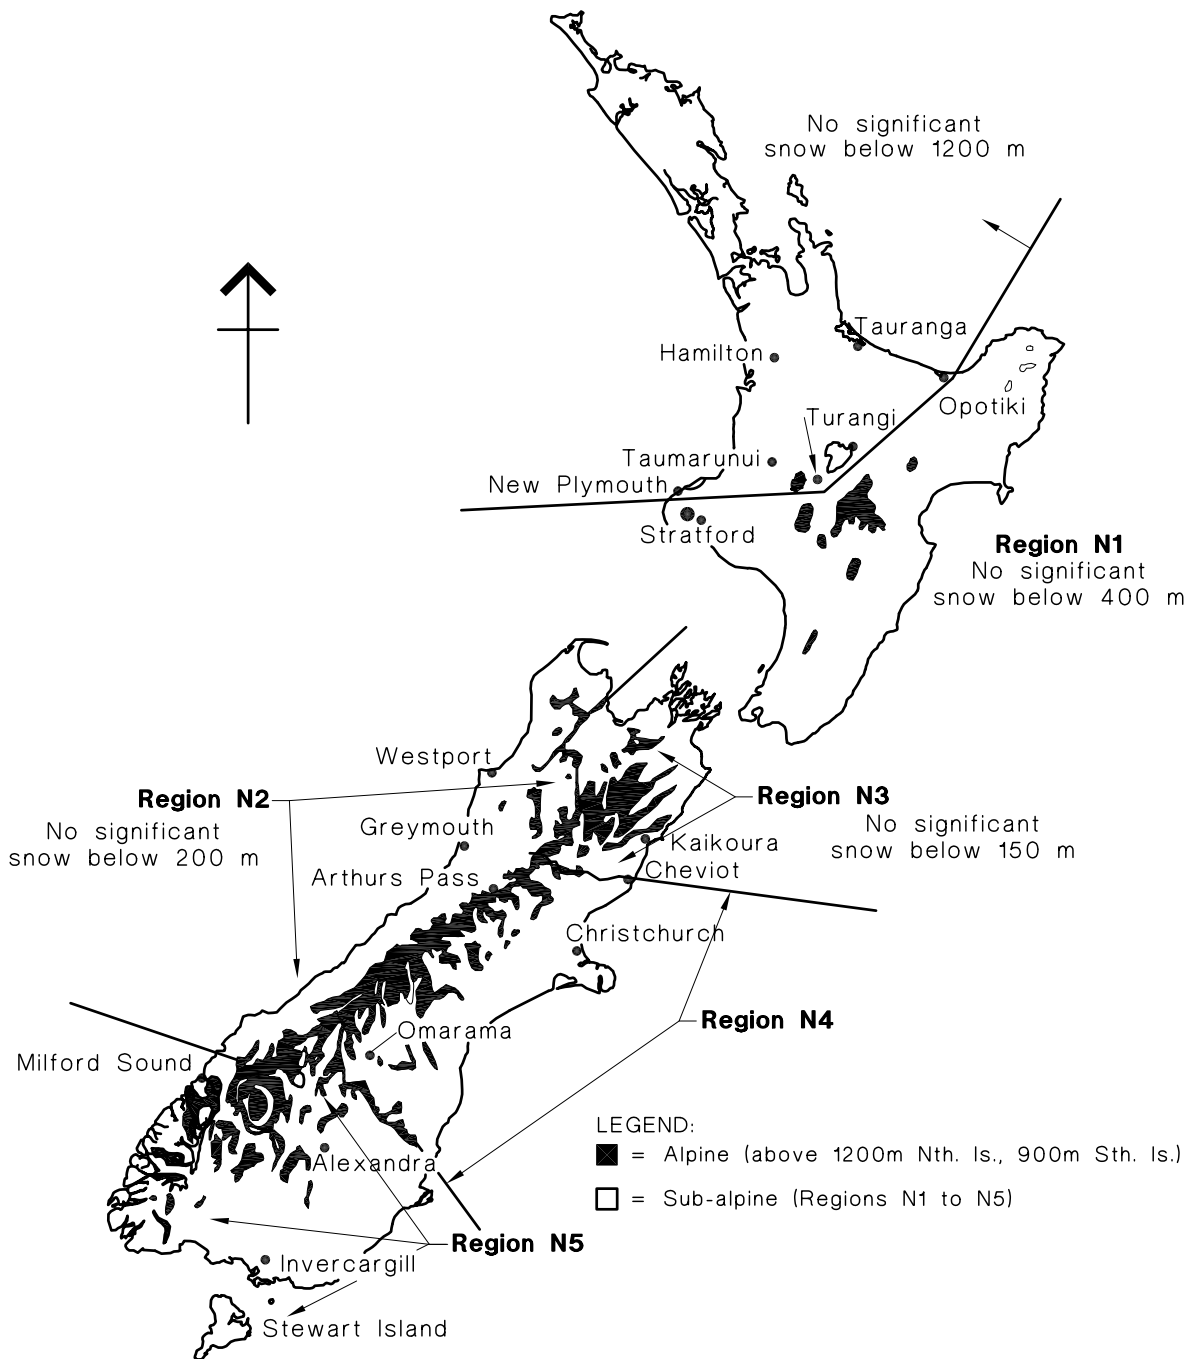 No significant
snow below 1200 m
Tauranga
Hamilton
Opotiki
Turangi
Taumarunui
New Plymouth
Stratford
Region N1
No significant
snow below 400 m
Westport
Region N2
No significant
snow below 200 m
Region N3
No significant
snow below 150 m
Greymouth
Kaikoura
Arthurs Pass
Cheviot
Christchurch
Region N4
Omarama
Milford Sound
LEGEND:
= Alpine (above 1200m Nth. Is., 900m Sth. Is.)
Alexandra
= Sub-alpine (Regions N1 to N5)
Region N5
Invercargill
Stewart Island